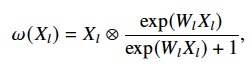 ω(X_l) = X_l ⊗ exp(W_l X_l) / (exp(W_l X_l) + 1),